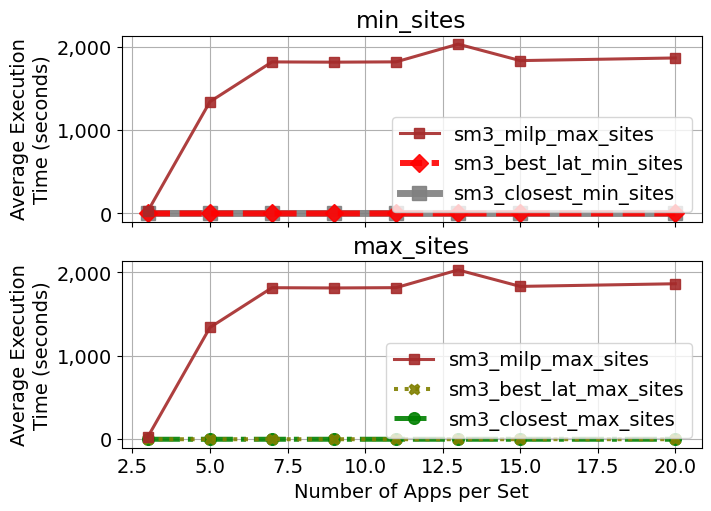 min_sites
Average Execution
Time (seconds)
2,000
1,000
0
sm3_milp_max_sites
sm3_best_lat_min_sites
sm3_closest_min_sites
max_sites
Average Execution
Time (seconds)
2,000
1,000
0
sm3_milp_max_sites
sm3_best_lat_max_sites
sm3_closest_max_sites
2.5 5.0 7.5 10.0 12.5 15.0 17.5 20.0
Number of Apps per Set